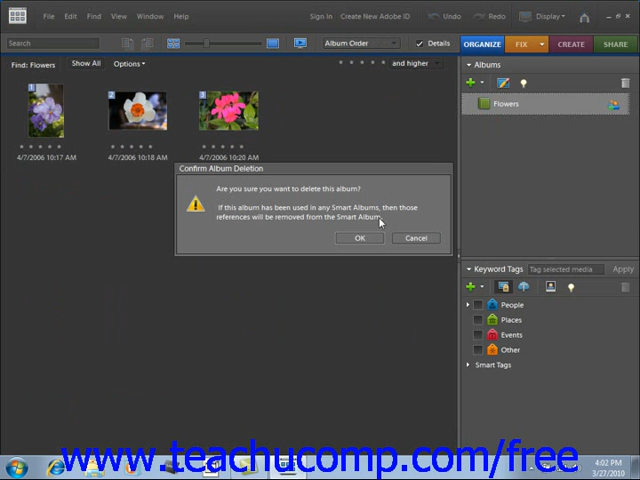 File Edit Find View Window Help Sign In Create New Adobe ID Undo Redo Display
Search Album Order Details ORGANIZE FIX CREATE SHARE
Find: Flowers Show All Options and higher
Albums
Flowers
1 2 3
4/7/2006 10:17 AM 4/7/2006 10:18 AM 4/7/2006 10:20 AM
Confirm Album Deletion
Are you sure you want to delete this album?
If this album has been used in any Smart Albums, then those
references will be removed from the Smart Album.
OK Cancel
Keyword Tags Tag selected media Apply
People
Places
Events
Other
Smart Tags
www.teachucomp.com/free
4:02 PM
3/27/2010